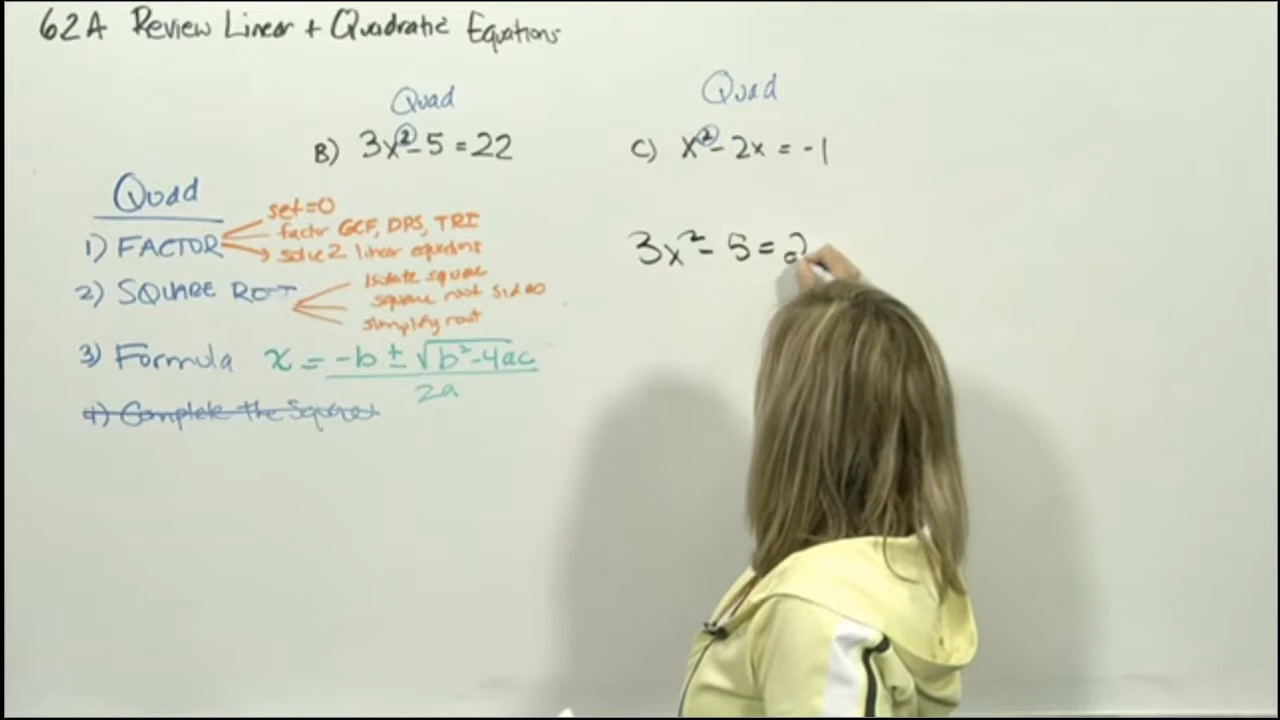 62A Review Linear + Quadratic Equations
Quad
B) 3x²-5=22
Quad
C) x²-2x=-1
Quad
1) FACTOR
set=0
factor GCF, DPS, TRI
solve 2 linear equations
2) SQUARE ROOT
isolate square
square root sides
simplify root
3) Formula x = -b ± √b²-4ac / 2a
4) Complete the Square
3x²-5=2